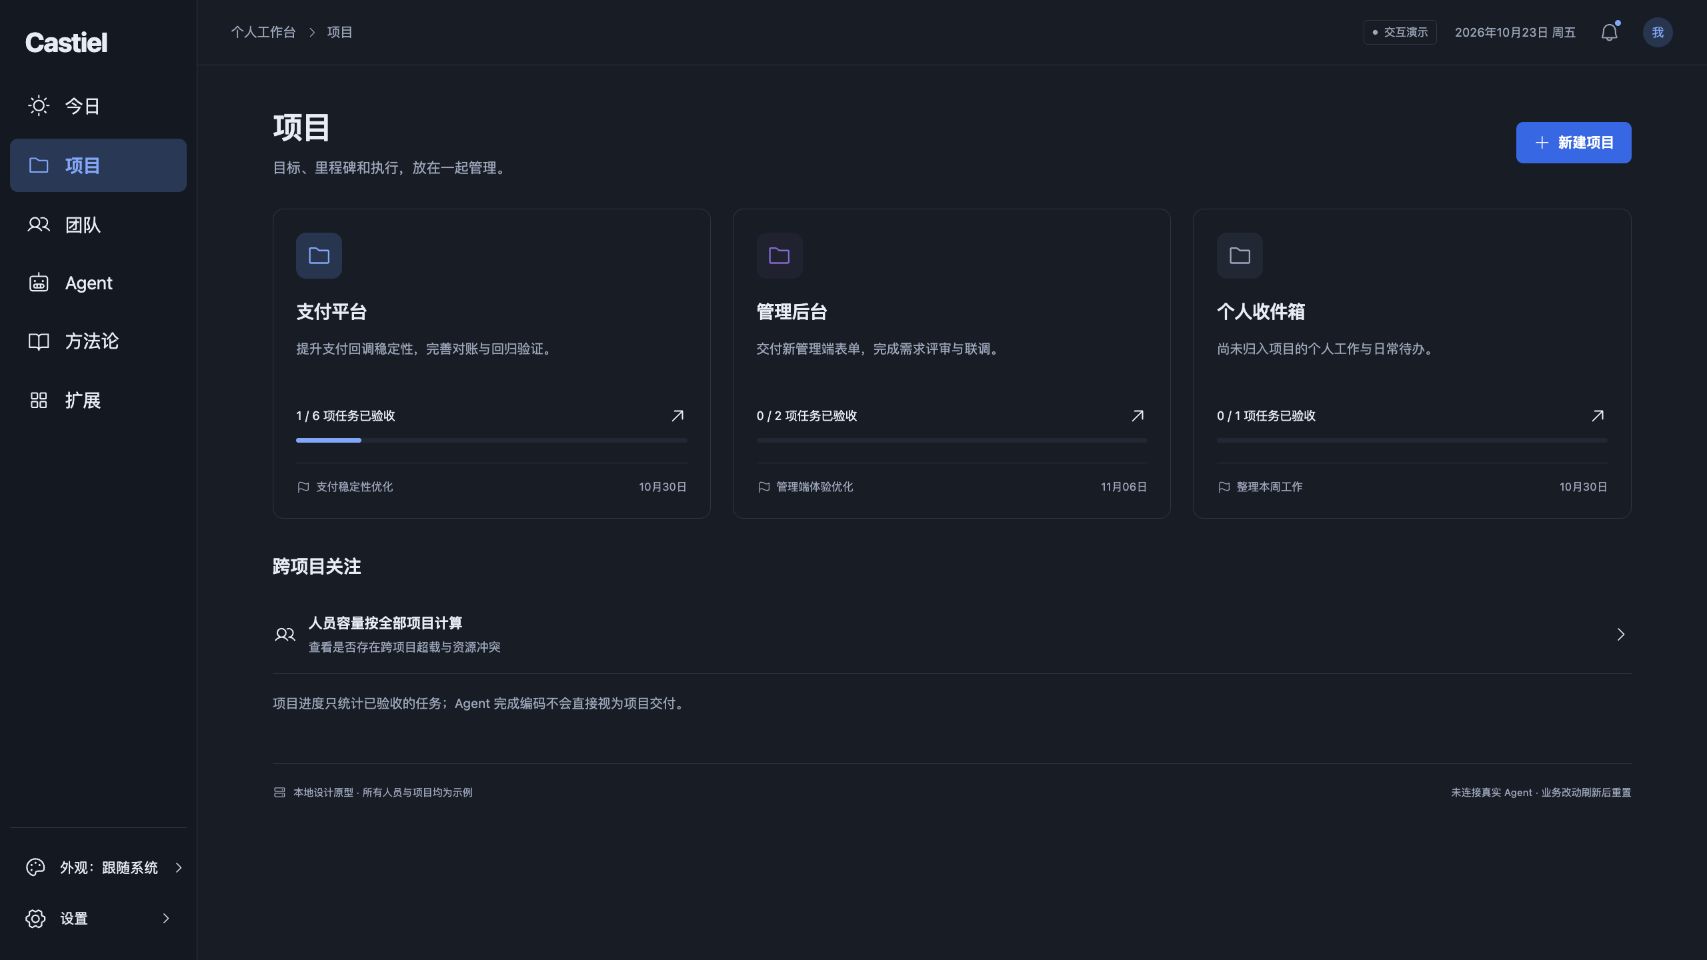 Castiel
今日
项目
团队
Agent
方法论
扩展
外观：跟随系统
设置
个人工作台 > 项目
交互演示
2026年10月23日 周五
我
项目
目标、里程碑和执行，放在一起管理。
新建项目
支付平台
提升支付回调稳定性，完善对账与回归验证。
1 / 6 项任务已验收
支付稳定性优化
10月30日
管理后台
交付新管理端表单，完成需求评审与联调。
0 / 2 项任务已验收
管理端体验优化
11月06日
个人收件箱
尚未归入项目的个人工作与日常待办。
0 / 1 项任务已验收
整理本周工作
10月30日
跨项目关注
人员容量按全部项目计算
查看是否存在跨项目超载与资源冲突
项目进度只统计已验收的任务；Agent 完成编码不会直接视为项目交付。
本地设计原型 · 所有人员与项目均为示例
未连接真实 Agent · 业务改动刷新后重置